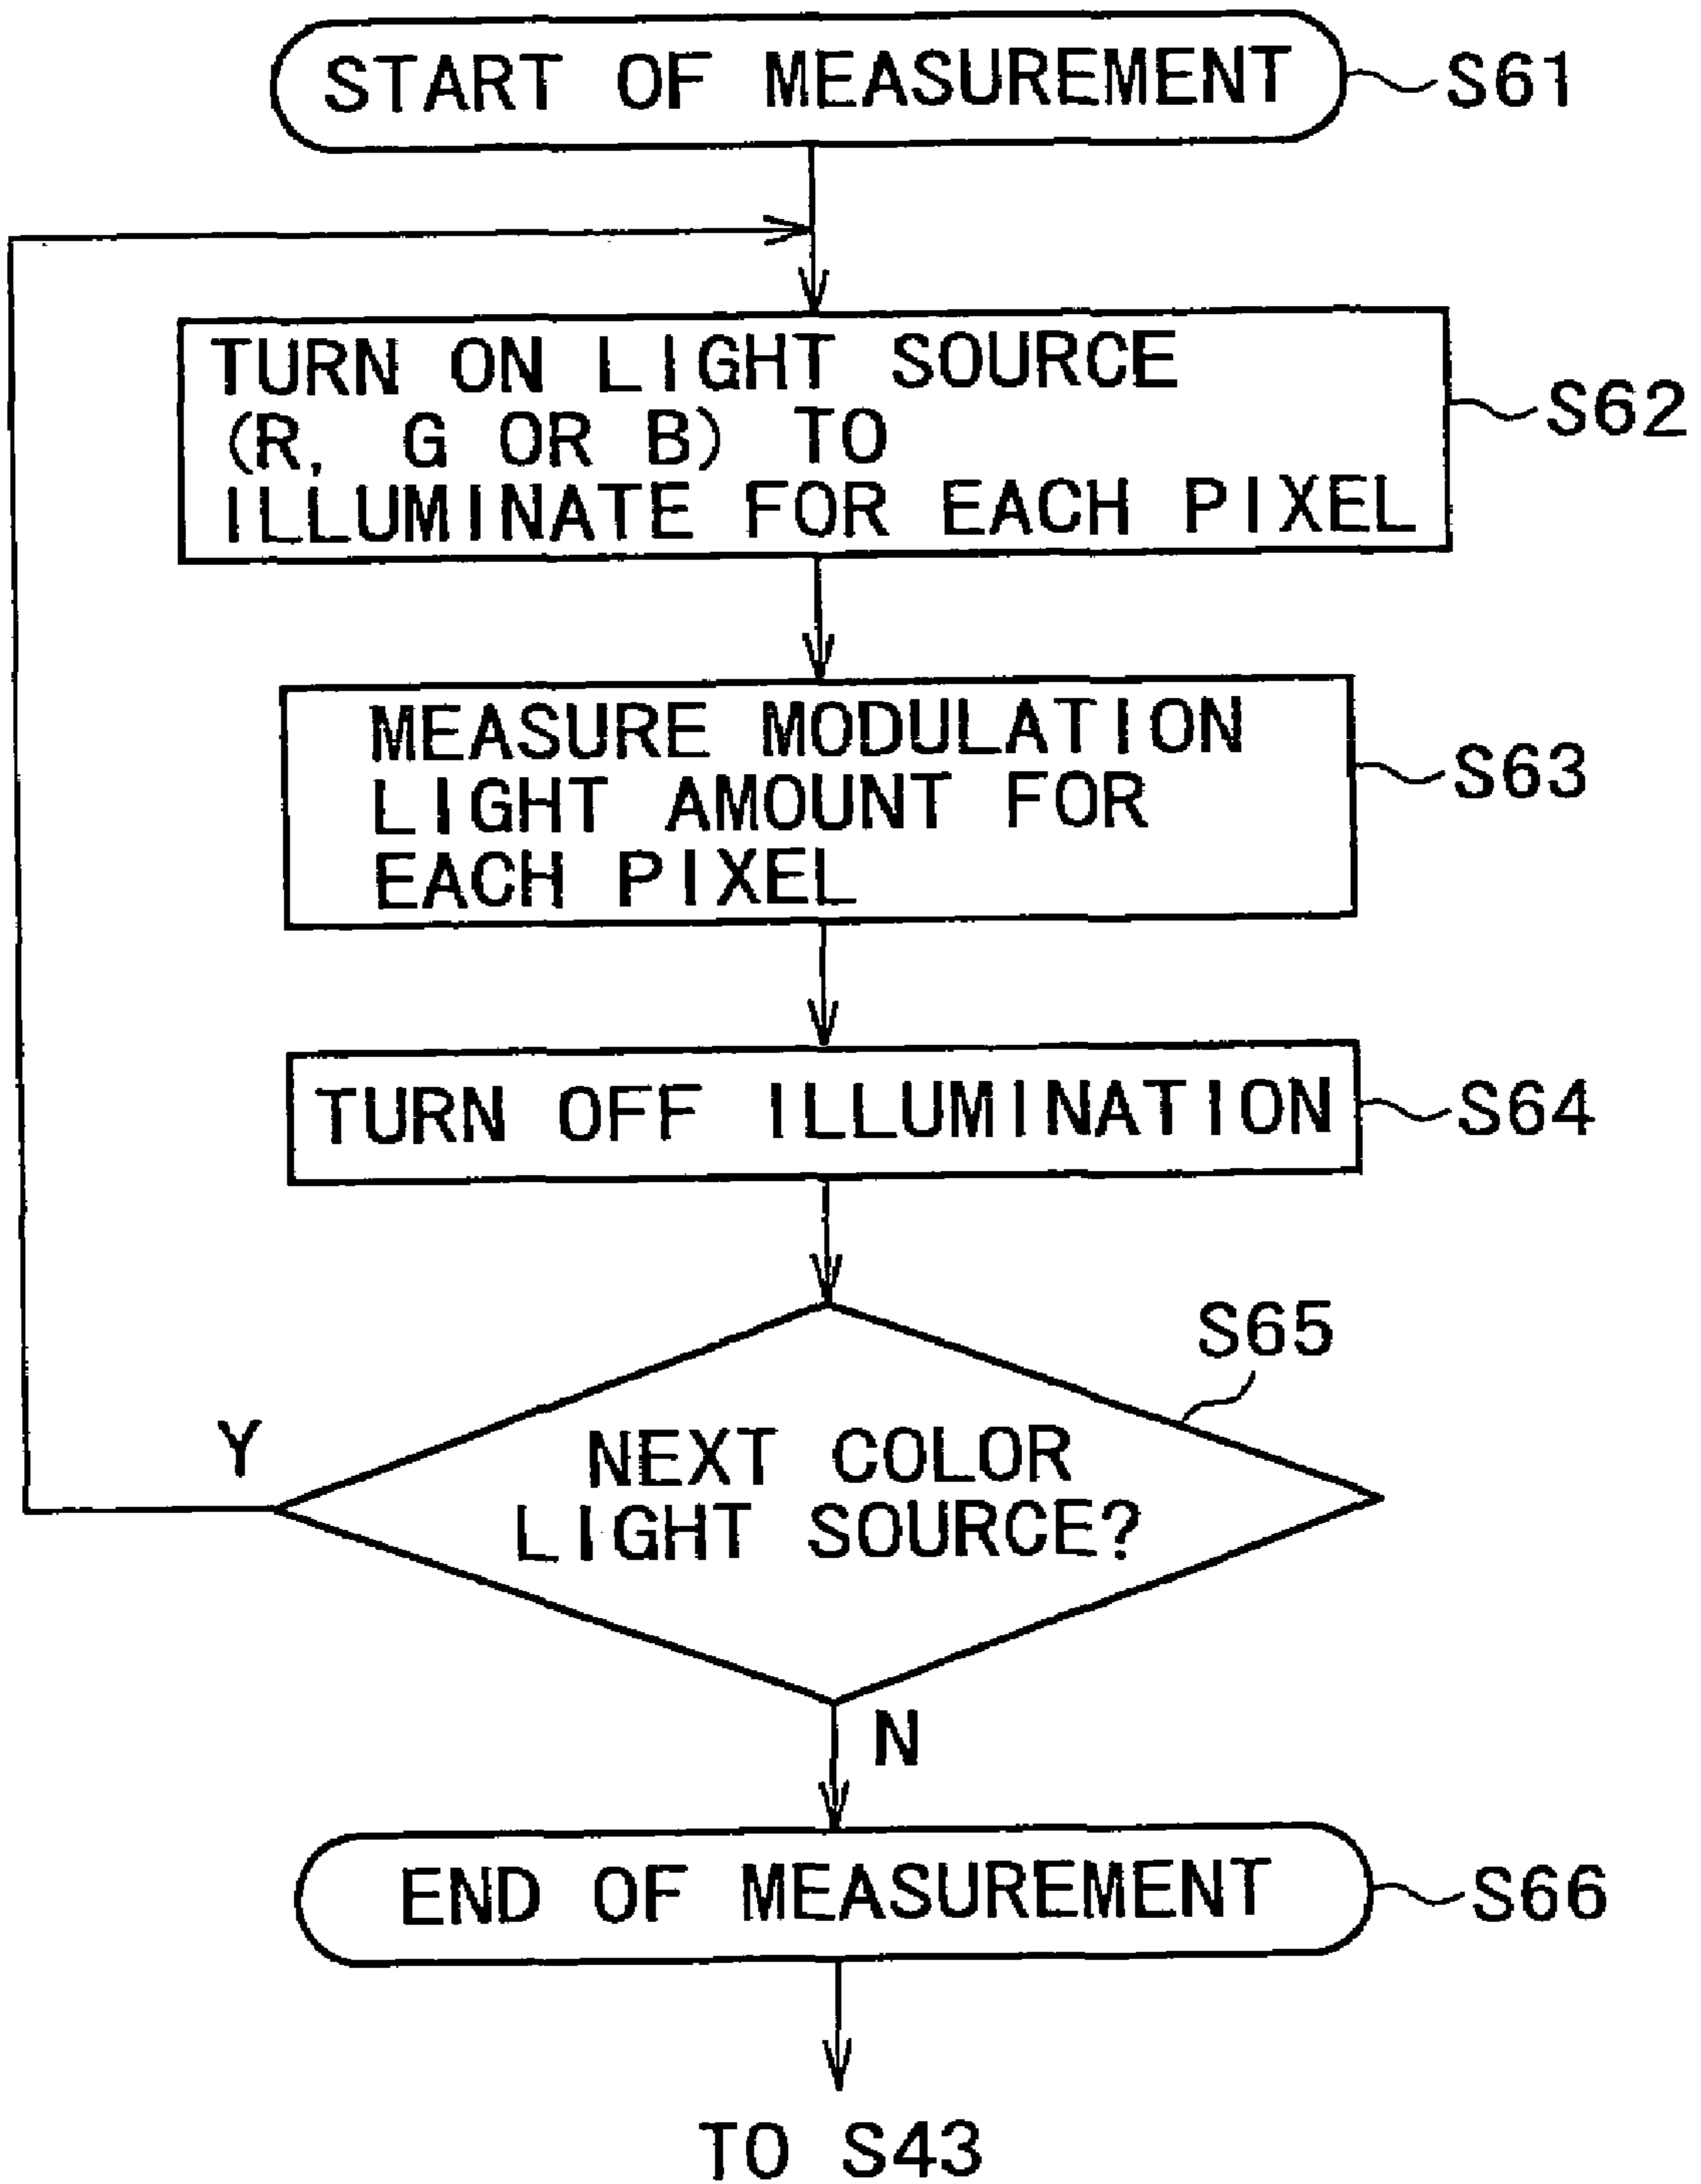 START OF MEASUREMENT
S61
TURN ON LIGHT SOURCE
(R, G OR B) TO
ILLUMINATE FOR EACH PIXEL
S62
MEASURE MODULATION
LIGHT AMOUNT FOR
EACH PIXEL
S63
TURN OFF ILLUMINATION
S64
S65
Y
NEXT COLOR
LIGHT SOURCE?
N
END OF MEASUREMENT
S66
TO S43